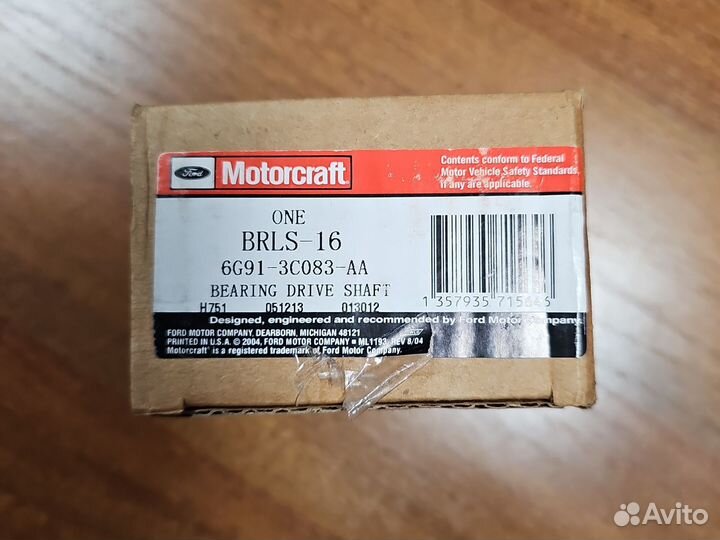 Ford
Motorcraft
Contents conform to Federal
Motor Vehicle Safety Standards,
if any are applicable.
ONE
BRLS-16
6G91-3C083-AA
BEARING DRIVE SHAFT
H751 051213 013012
1 357935 715
Designed, engineered and recommended by Ford Motor Company.
FORD MOTOR COMPANY, DEARBORN, MICHIGAN 48121
PRINTED IN U.S.A. © 2004, FORD MOTOR COMPANY ■ ML1193, REV 8/04
Motorcraft® is a registered trademark of Ford Motor Company.
Avito